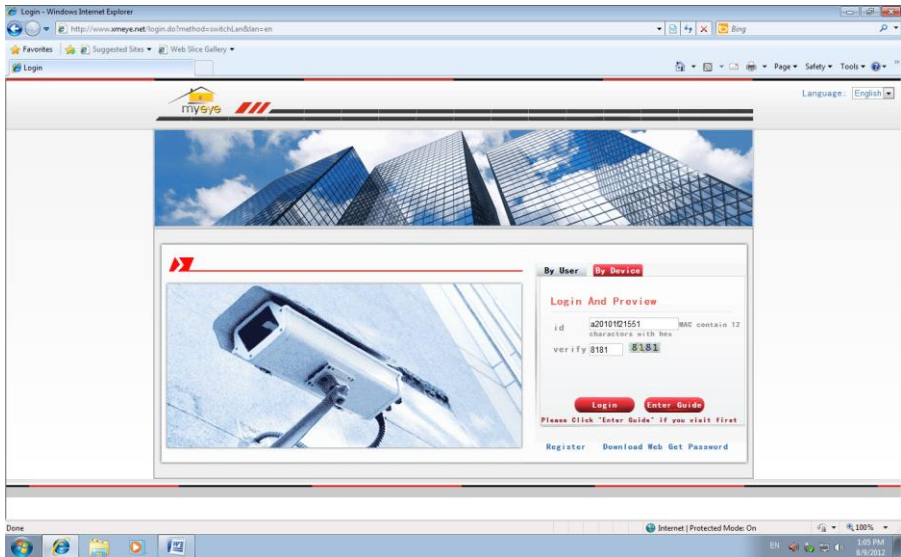 Login - Windows Internet Explorer
http://www.xmeye.net/login.do?method=switchLan&lan=en
Bing
Favorites Suggested Sites Web Slice Gallery
Login
Page Safety Tools
Language: English
myeye
By User By Device
Login And Preview
id a20101f21551 MAC contain 12
characters with hex
verify 8181 8181
Login Enter Guide
Please Click "Enter Guide" if you visit first
Register Download Web Get Password
Done
Internet | Protected Mode: On
100%
EN
1:05 PM
8/9/2012